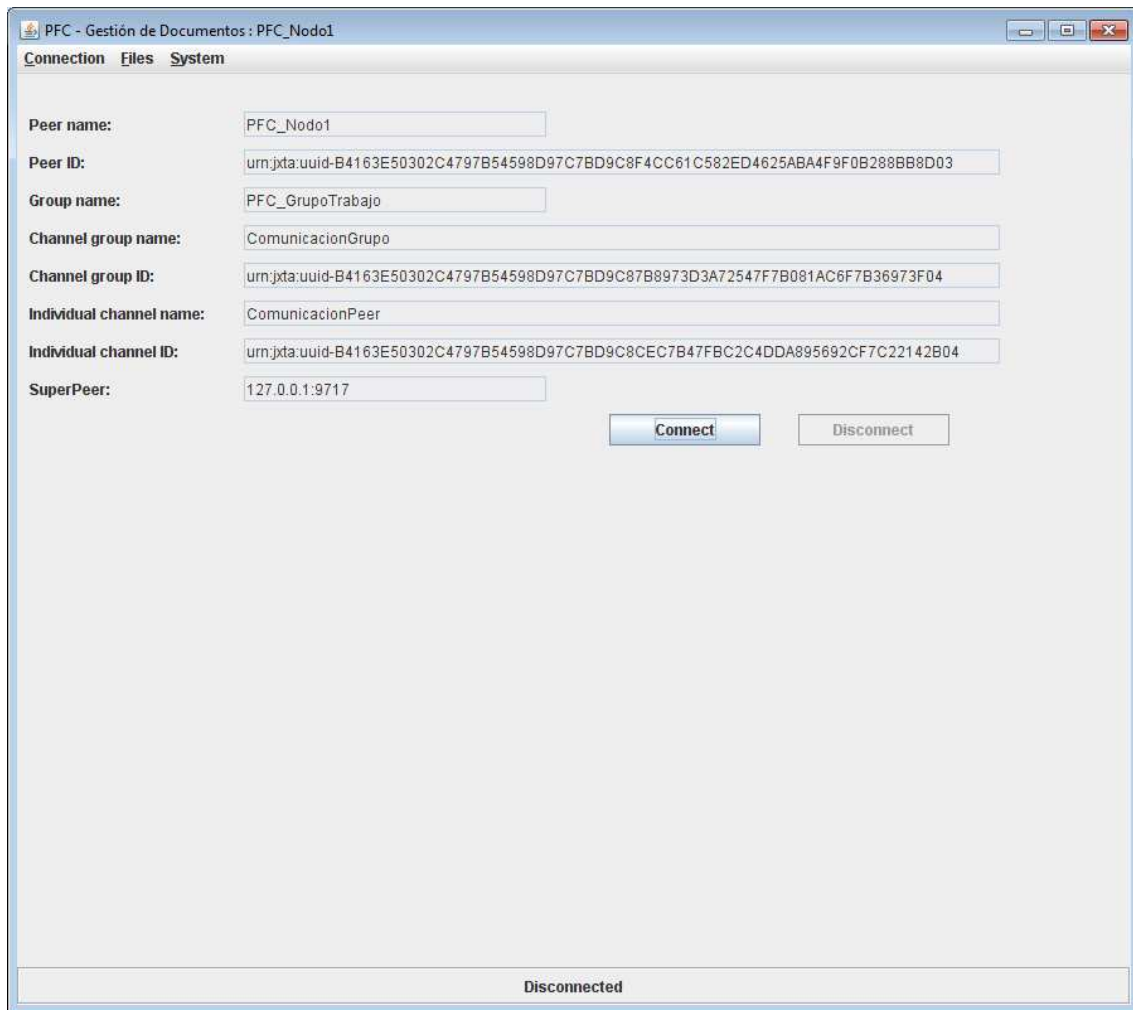 PFC - Gestión de Documentos : PFC_Nodo1
Connection Files System
Peer name: PFC_Nodo1
Peer ID: urn:jxta:uuid-B4163E50302C4797B54598D97C7BD9C8F4CC61C582ED4625ABA4F9F0B288BB8D03
Group name: PFC_GrupoTrabajo
Channel group name: ComunicacionGrupo
Channel group ID: urn:jxta:uuid-B4163E50302C4797B54598D97C7BD9C87B8973D3A72547F7B081AC6F7B36973F04
Individual channel name: ComunicacionPeer
Individual channel ID: urn:jxta:uuid-B4163E50302C4797B54598D97C7BD9C8CEC7B47FBC2C4DDA895692CF7C22142B04
SuperPeer: 127.0.0.1:9717
Connect Disconnect
Disconnected